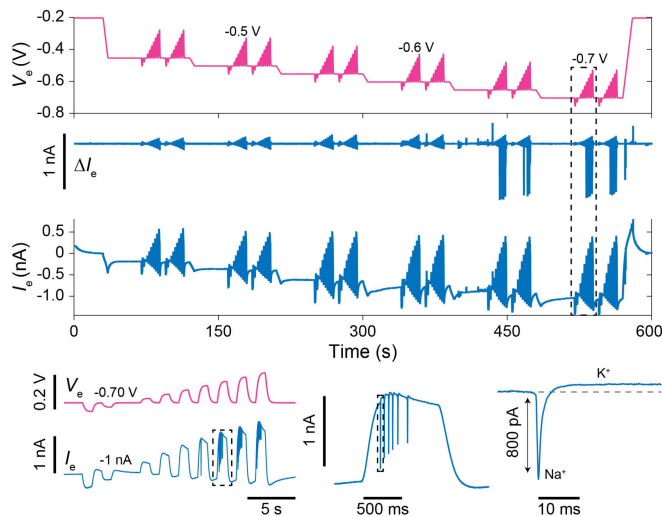 -0.2
-0.4
-0.6
-0.8
Vₑ (V)
-0.5 V
-0.6 V
-0.7 V
1 nA
ΔIₑ
0.5
0
-0.5
-1.0
Iₑ (nA)
0 150 300 450 600
Time (s)
0.2 V
Vₑ
-0.70 V
1 nA
Iₑ
-1 nA
5 s
1 nA
500 ms
K⁺
800 pA
Na⁺
10 ms